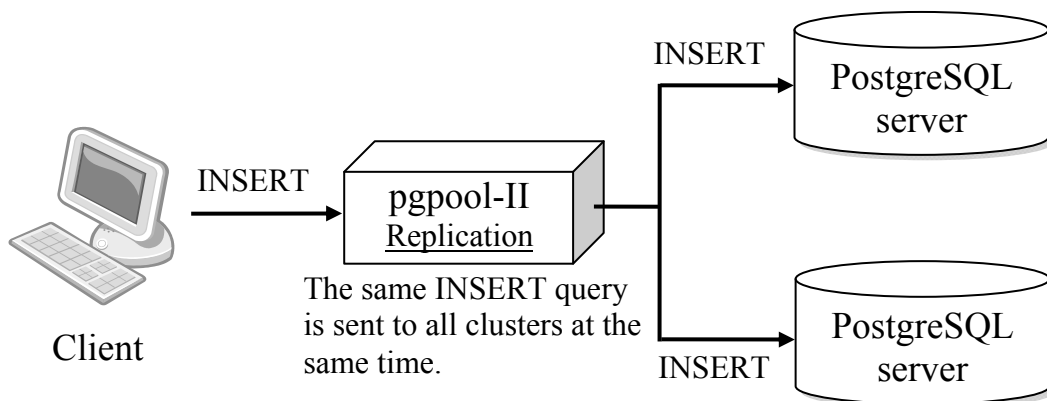 INSERT
PostgreSQL
server
INSERT
pgpool-II
Replication
The same INSERT query
is sent to all clusters at the
same time.
Client
INSERT
PostgreSQL
server